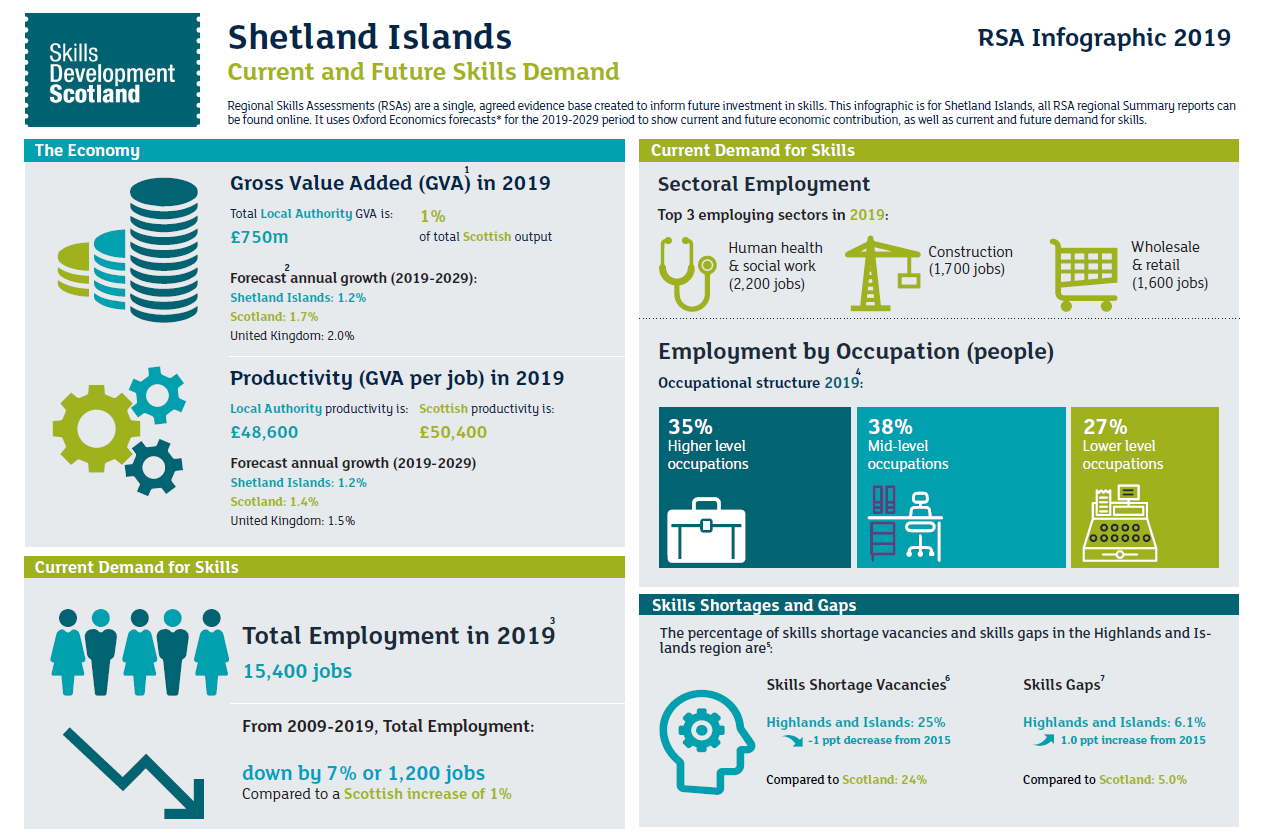 Skills
Development
Scotland
Shetland Islands
Current and Future Skills Demand
RSA Infographic 2019
Regional Skills Assessments (RSAs) are a single, agreed evidence base created to inform future investment in skills. This infographic is for Shetland Islands, all RSA regional Summary reports can
be found online. It uses Oxford Economics forecasts* for the 2019-2029 period to show current and future economic contribution, as well as current and future demand for skills.
The Economy
Gross Value Added (GVA)¹ in 2019
Total Local Authority GVA is:
£750m
1%
of total Scottish output
Forecast² annual growth (2019-2029):
Shetland Islands: 1.2%
Scotland: 1.7%
United Kingdom: 2.0%
Productivity (GVA per job) in 2019
Local Authority productivity is:
£48,600
Scottish productivity is:
£50,400
Forecast annual growth (2019-2029)
Shetland Islands: 1.2%
Scotland: 1.4%
United Kingdom: 1.5%
Current Demand for Skills
Total Employment in 2019³
15,400 jobs
From 2009-2019, Total Employment:
down by 7% or 1,200 jobs
Compared to a Scottish increase of 1%
Current Demand for Skills
Sectoral Employment
Top 3 employing sectors in 2019:
Human health
& social work
(2,200 jobs)
Construction
(1,700 jobs)
Wholesale
& retail
(1,600 jobs)
Employment by Occupation (people)
Occupational structure 2019⁴:
35%
Higher level
occupations
38%
Mid-level
occupations
27%
Lower level
occupations
Skills Shortages and Gaps
The percentage of skills shortage vacancies and skills gaps in the Highlands and Is-
lands region are⁵:
Skills Shortage Vacancies⁶
Highlands and Islands: 25%
-1 ppt decrease from 2015
Compared to Scotland: 24%
Skills Gaps⁷
Highlands and Islands: 6.1%
1.0 ppt increase from 2015
Compared to Scotland: 5.0%